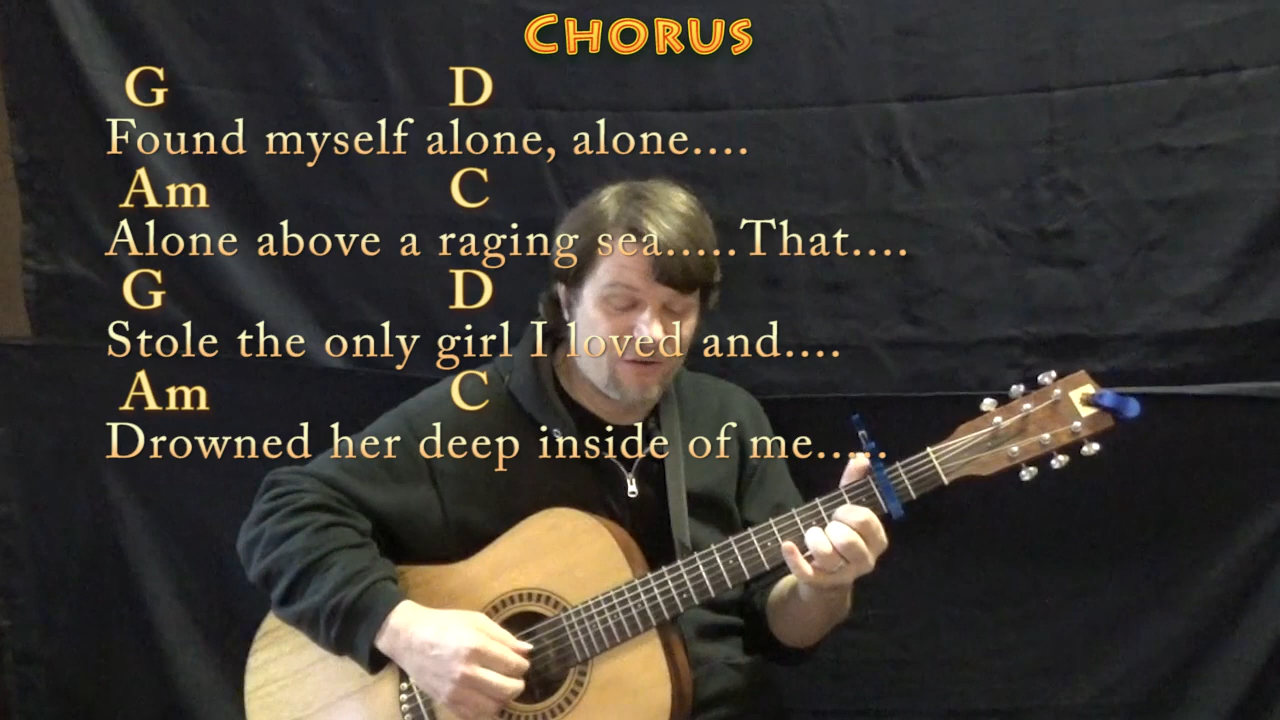 CHORUS
G D
Found myself alone, alone....
Am C
Alone above a raging sea.....That....
G D
Stole the only girl I loved and....
Am C
Drowned her deep inside of me.....